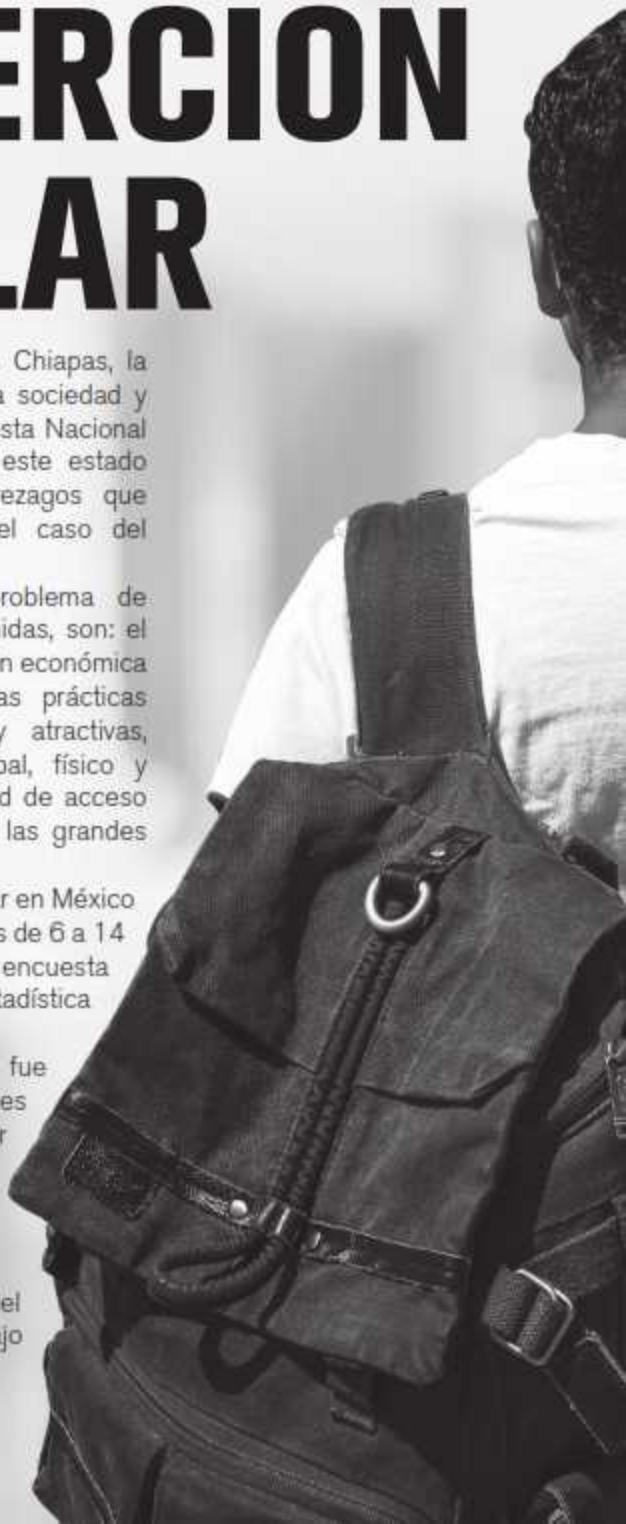 ERCION
LAR
Chiapas, la
a sociedad y
sta Nacional
este estado
rezagos que
el caso del
roblema de
idas, son: el
n económica
as prácticas
y atractivas,
bal, físico y
d de acceso
las grandes
r en México
s de 6 a 14
encuesta
tadística
fue
es
r
el
ajo